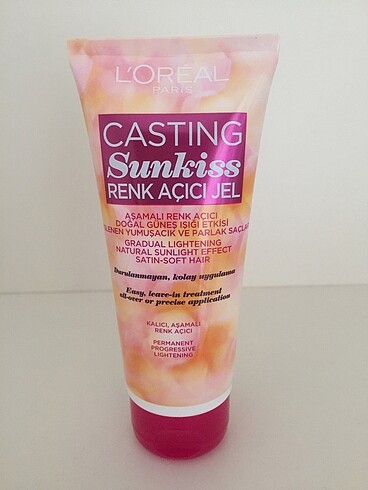 L'ORÉAL
PARIS
CASTING
Sunkiss
RENK AÇICI JEL
AŞAMALI RENK AÇICI
DOĞAL GÜNEŞ IŞIĞI ETKİSİ
LENEN YUMUŞACIK VE PARLAK SAÇLAR
GRADUAL LIGHTENING
NATURAL SUNLIGHT EFFECT
SATIN-SOFT HAIR
Durulanmayan, kolay uygulama
Easy, leave-in treatment
all-over or precise application
KALICI, AŞAMALI
RENK AÇICI
PERMANENT
PROGRESSIVE
LIGHTENING